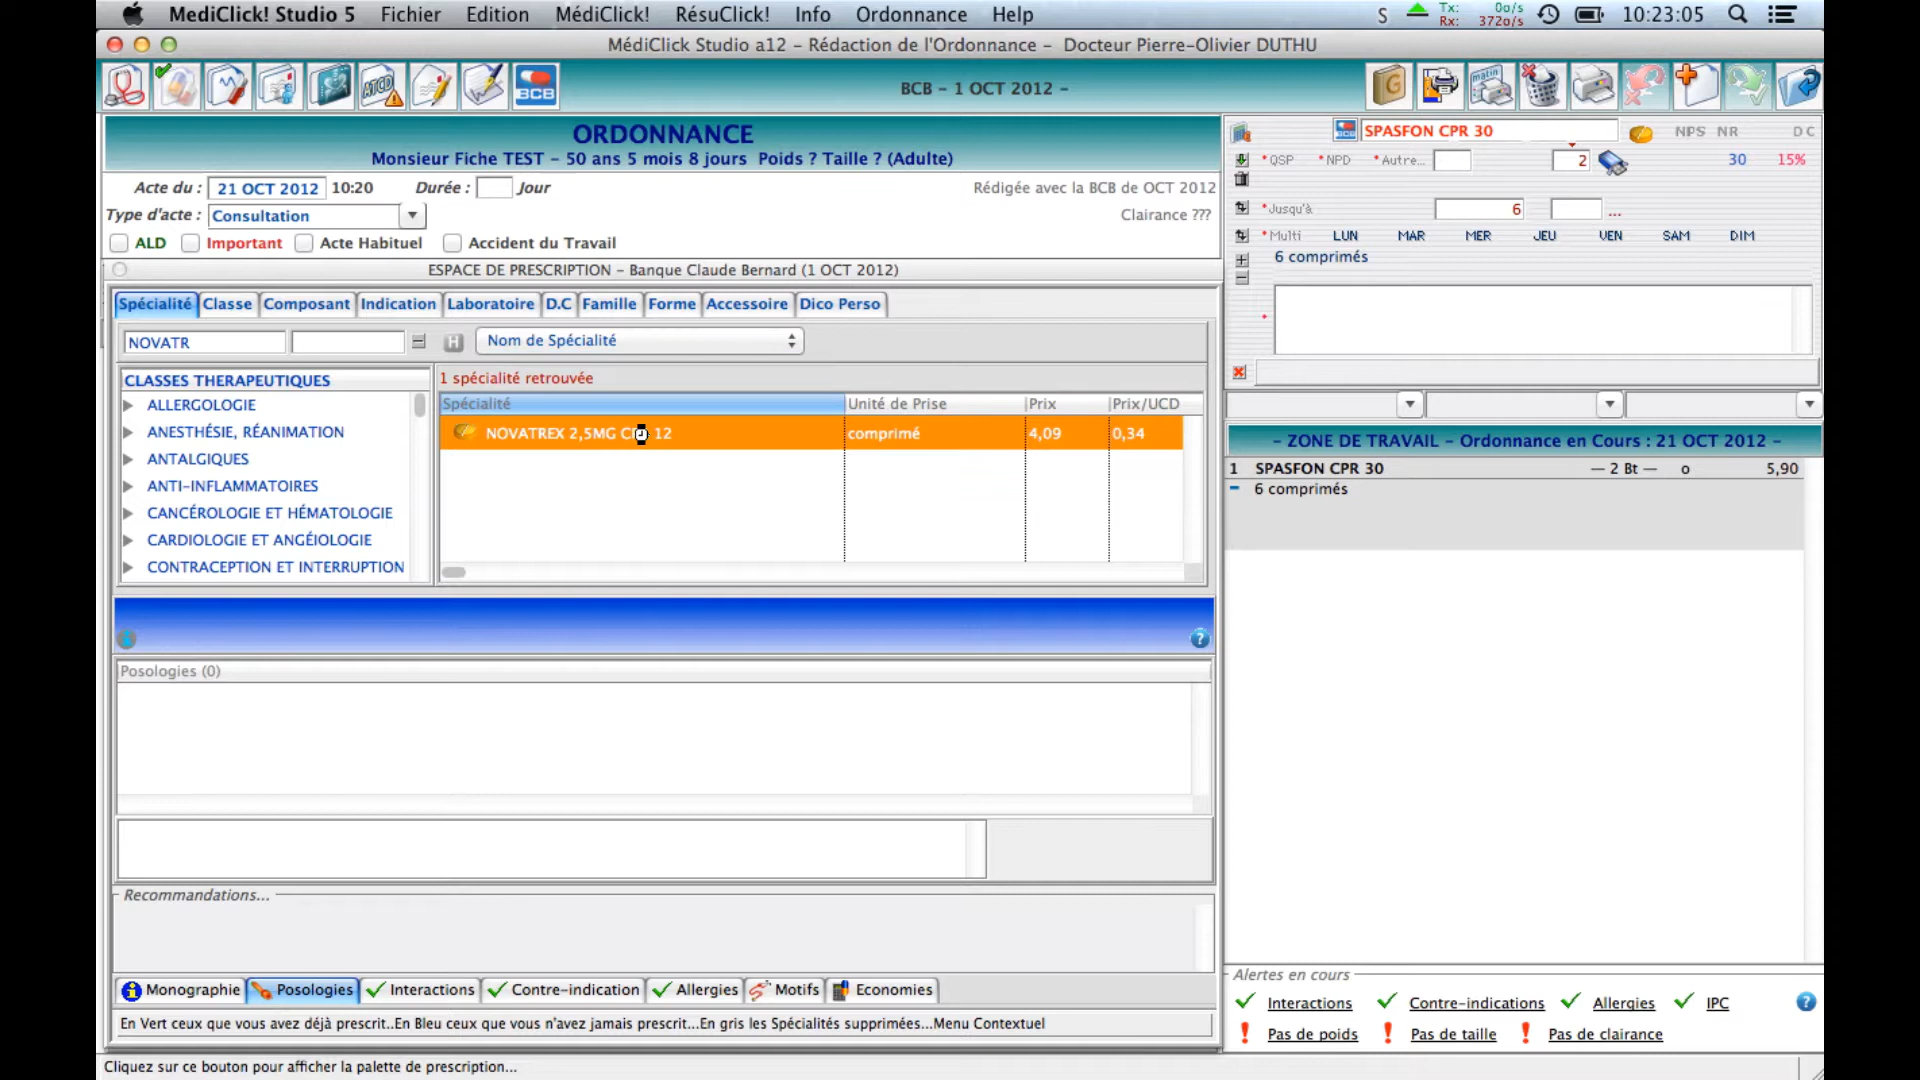 MediClick! Studio 5 Fichier Edition MédiClick! RésuClick! Info Ordonnance Help
S Tx: 0o/s Rx: 372o/s 10:23:05
MédiClick Studio a12 – Rédaction de l'Ordonnance – Docteur Pierre-Olivier DUTHU
ATCD BCB BCB – 1 OCT 2012 – G matin
ORDONNANCE
Monsieur Fiche TEST – 50 ans 5 mois 8 jours Poids ? Taille ? (Adulte)
Acte du : 21 OCT 2012 10:20 Durée : Jour Rédigée avec la BCB de OCT 2012
Type d'acte : Consultation Clairance ???
ALD Important Acte Habituel Accident du Travail
ESPACE DE PRESCRIPTION – Banque Claude Bernard (1 OCT 2012)
Spécialité Classe Composant Indication Laboratoire D.C Famille Forme Accessoire Dico Perso
NOVATR H Nom de Spécialité
CLASSES THERAPEUTIQUES
ALLERGOLOGIE
ANESTHÉSIE, RÉANIMATION
ANTALGIQUES
ANTI-INFLAMMATOIRES
CANCÉROLOGIE ET HÉMATOLOGIE
CARDIOLOGIE ET ANGÉIOLOGIE
CONTRACEPTION ET INTERRUPTION
1 spécialité retrouvée
Spécialité Unité de Prise Prix Prix/UCD
NOVATREX 2,5MG 12 comprimé 4,09 0,34
?
Posologies (0)
Recommandations...
Monographie Posologies Interactions Contre-indication Allergies Motifs Economies
En Vert ceux que vous avez déjà prescrit..En Bleu ceux que vous n'avez jamais prescrit...En gris les Spécialités supprimées...Menu Contextuel
Cliquez sur ce bouton pour afficher la palette de prescription...
BCB SPASFON CPR 30 NPS NR D C
*QSP *NPD *Autre... 2 30 15%
*Jusqu'à 6 ...
*Multi LUN MAR MER JEU VEN SAM DIM
6 comprimés
*
– ZONE DE TRAVAIL – Ordonnance en Cours : 21 OCT 2012 –
1 SPASFON CPR 30 — 2 Bt — o 5,90
– 6 comprimés
Alertes en cours
Interactions Contre-indications Allergies IPC ?
! Pas de poids ! Pas de taille ! Pas de clairance